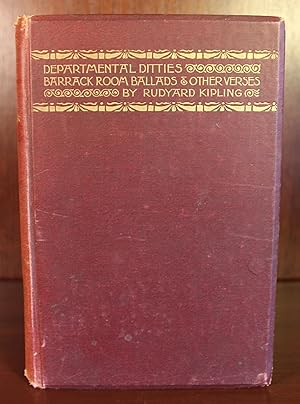 DEPARTMENTAL DITTIES
BARRACK ROOM BALLADS & OTHER VERSES
BY RUDYARD KIPLING